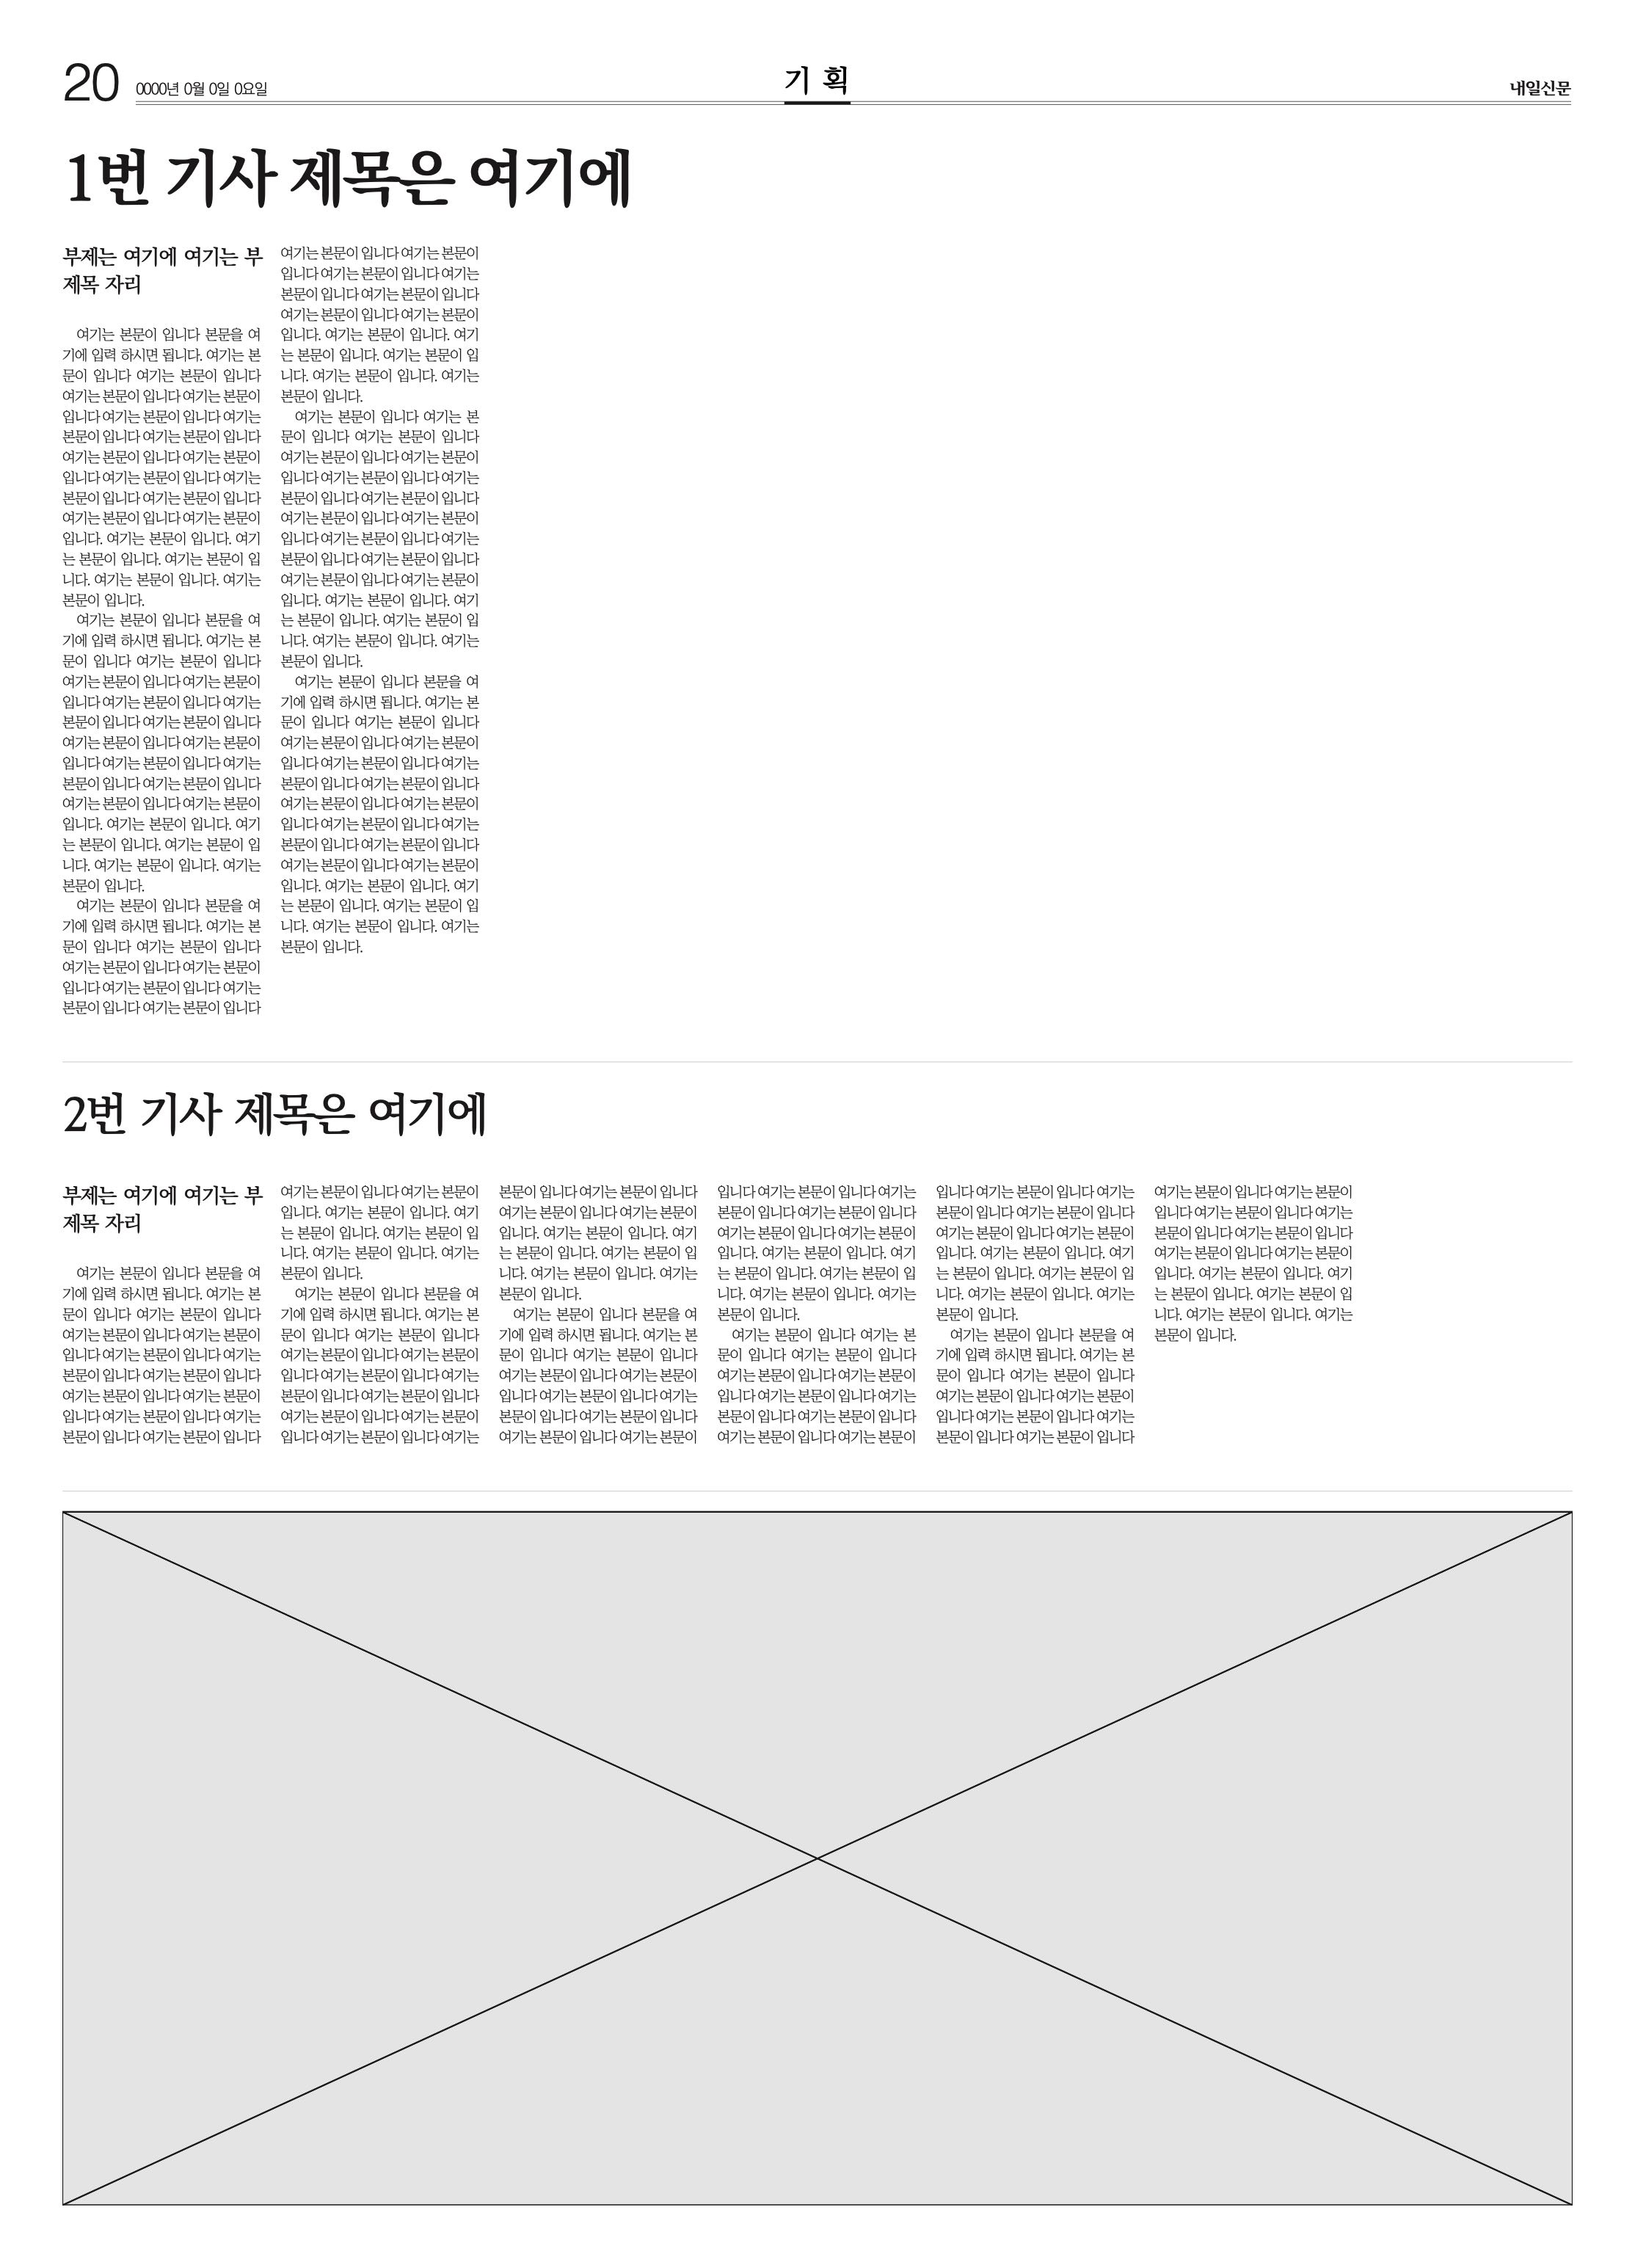 20
0000년 0월 0일 0요일
기 획
내일신문
1번 기사 제목은 여기에
부제는 여기에 여기는 부
제목 자리
여기는 본문이 입니다 본문을 여
기에 입력 하시면 됩니다. 여기는 본
문이 입니다 여기는 본문이 입니다
여기는 본문이 입니다 여기는 본문이
입니다 여기는 본문이 입니다 여기는
본문이 입니다 여기는 본문이 입니다
여기는 본문이 입니다 여기는 본문이
입니다 여기는 본문이 입니다 여기는
본문이 입니다 여기는 본문이 입니다
여기는 본문이 입니다 여기는 본문이
입니다. 여기는 본문이 입니다. 여기
는 본문이 입니다. 여기는 본문이 입
니다. 여기는 본문이 입니다. 여기는
본문이 입니다.
여기는 본문이 입니다 본문을 여
기에 입력 하시면 됩니다. 여기는 본
문이 입니다 여기는 본문이 입니다
여기는 본문이 입니다 여기는 본문이
입니다 여기는 본문이 입니다 여기는
본문이 입니다 여기는 본문이 입니다
여기는 본문이 입니다 여기는 본문이
입니다 여기는 본문이 입니다 여기는
본문이 입니다 여기는 본문이 입니다
여기는 본문이 입니다 여기는 본문이
입니다. 여기는 본문이 입니다. 여기
는 본문이 입니다. 여기는 본문이 입
니다. 여기는 본문이 입니다. 여기는
본문이 입니다.
여기는 본문이 입니다 본문을 여
기에 입력 하시면 됩니다. 여기는 본
문이 입니다 여기는 본문이 입니다
여기는 본문이 입니다 여기는 본문이
입니다 여기는 본문이 입니다 여기는
본문이 입니다 여기는 본문이 입니다
여기는 본문이 입니다 여기는 본문이
입니다 여기는 본문이 입니다 여기는
본문이 입니다 여기는 본문이 입니다
여기는 본문이 입니다 여기는 본문이
입니다. 여기는 본문이 입니다. 여기
는 본문이 입니다. 여기는 본문이 입
니다. 여기는 본문이 입니다. 여기는
본문이 입니다.
여기는 본문이 입니다 여기는 본
문이 입니다 여기는 본문이 입니다
여기는 본문이 입니다 여기는 본문이
입니다 여기는 본문이 입니다 여기는
본문이 입니다 여기는 본문이 입니다
여기는 본문이 입니다 여기는 본문이
입니다 여기는 본문이 입니다 여기는
본문이 입니다 여기는 본문이 입니다
여기는 본문이 입니다 여기는 본문이
입니다. 여기는 본문이 입니다. 여기
는 본문이 입니다. 여기는 본문이 입
니다. 여기는 본문이 입니다. 여기는
본문이 입니다.
여기는 본문이 입니다 본문을 여
기에 입력 하시면 됩니다. 여기는 본
문이 입니다 여기는 본문이 입니다
여기는 본문이 입니다 여기는 본문이
입니다 여기는 본문이 입니다 여기는
본문이 입니다 여기는 본문이 입니다
여기는 본문이 입니다 여기는 본문이
입니다 여기는 본문이 입니다 여기는
본문이 입니다 여기는 본문이 입니다
여기는 본문이 입니다 여기는 본문이
입니다. 여기는 본문이 입니다. 여기
는 본문이 입니다. 여기는 본문이 입
니다. 여기는 본문이 입니다. 여기는
본문이 입니다.
2번 기사 제목은 여기에
부제는 여기에 여기는 부
제목 자리
여기는 본문이 입니다 본문을 여
기에 입력 하시면 됩니다. 여기는 본
문이 입니다 여기는 본문이 입니다
여기는 본문이 입니다 여기는 본문이
입니다 여기는 본문이 입니다 여기는
본문이 입니다 여기는 본문이 입니다
여기는 본문이 입니다 여기는 본문이
입니다 여기는 본문이 입니다 여기는
본문이 입니다 여기는 본문이 입니다
여기는 본문이 입니다 여기는 본문이
입니다. 여기는 본문이 입니다. 여기
는 본문이 입니다. 여기는 본문이 입
니다. 여기는 본문이 입니다. 여기는
본문이 입니다.
여기는 본문이 입니다 본문을 여
기에 입력 하시면 됩니다. 여기는 본
문이 입니다 여기는 본문이 입니다
여기는 본문이 입니다 여기는 본문이
입니다 여기는 본문이 입니다 여기는
본문이 입니다 여기는 본문이 입니다
여기는 본문이 입니다 여기는 본문이
입니다 여기는 본문이 입니다 여기는
본문이 입니다 여기는 본문이 입니다
여기는 본문이 입니다 여기는 본문이
입니다. 여기는 본문이 입니다. 여기
는 본문이 입니다. 여기는 본문이 입
니다. 여기는 본문이 입니다. 여기는
본문이 입니다.
여기는 본문이 입니다 본문을 여
기에 입력 하시면 됩니다. 여기는 본
문이 입니다 여기는 본문이 입니다
여기는 본문이 입니다 여기는 본문이
입니다 여기는 본문이 입니다 여기는
본문이 입니다 여기는 본문이 입니다
여기는 본문이 입니다 여기는 본문이
입니다 여기는 본문이 입니다 여기는
본문이 입니다 여기는 본문이 입니다
여기는 본문이 입니다 여기는 본문이
입니다. 여기는 본문이 입니다. 여기
는 본문이 입니다. 여기는 본문이 입
니다. 여기는 본문이 입니다. 여기는
본문이 입니다.
여기는 본문이 입니다 여기는 본
문이 입니다 여기는 본문이 입니다
여기는 본문이 입니다 여기는 본문이
입니다 여기는 본문이 입니다 여기는
본문이 입니다 여기는 본문이 입니다
여기는 본문이 입니다 여기는 본문이
입니다 여기는 본문이 입니다 여기는
본문이 입니다 여기는 본문이 입니다
여기는 본문이 입니다 여기는 본문이
입니다. 여기는 본문이 입니다. 여기
는 본문이 입니다. 여기는 본문이 입
니다. 여기는 본문이 입니다. 여기는
본문이 입니다.
여기는 본문이 입니다 본문을 여
기에 입력 하시면 됩니다. 여기는 본
문이 입니다 여기는 본문이 입니다
여기는 본문이 입니다 여기는 본문이
입니다 여기는 본문이 입니다 여기는
본문이 입니다 여기는 본문이 입니다
여기는 본문이 입니다 여기는 본문이
입니다 여기는 본문이 입니다 여기는
본문이 입니다 여기는 본문이 입니다
여기는 본문이 입니다 여기는 본문이
입니다. 여기는 본문이 입니다. 여기
는 본문이 입니다. 여기는 본문이 입
니다. 여기는 본문이 입니다. 여기는
본문이 입니다.